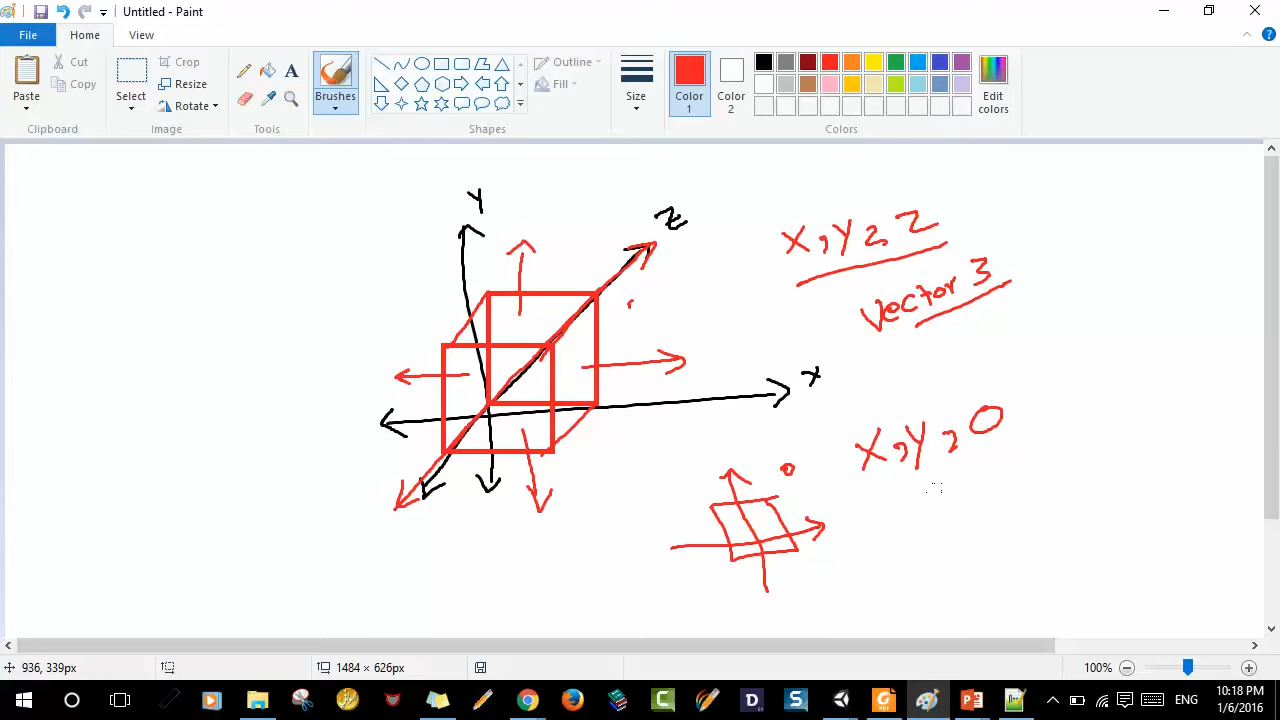 Untitled - Paint
File Home View
Paste
Cut
Copy
Clipboard
Select
Crop
Resize
Rotate
Image
A
Tools
Brushes
Outline
Fill
Shapes
Size
Color 1
Color 2
Edit colors
Colors
Y
Z
X
X, Y, Z
vector 3
X, Y, 0
0
936, 339px
1484 × 626px
100%
ENG
10:18 PM
1/6/2016